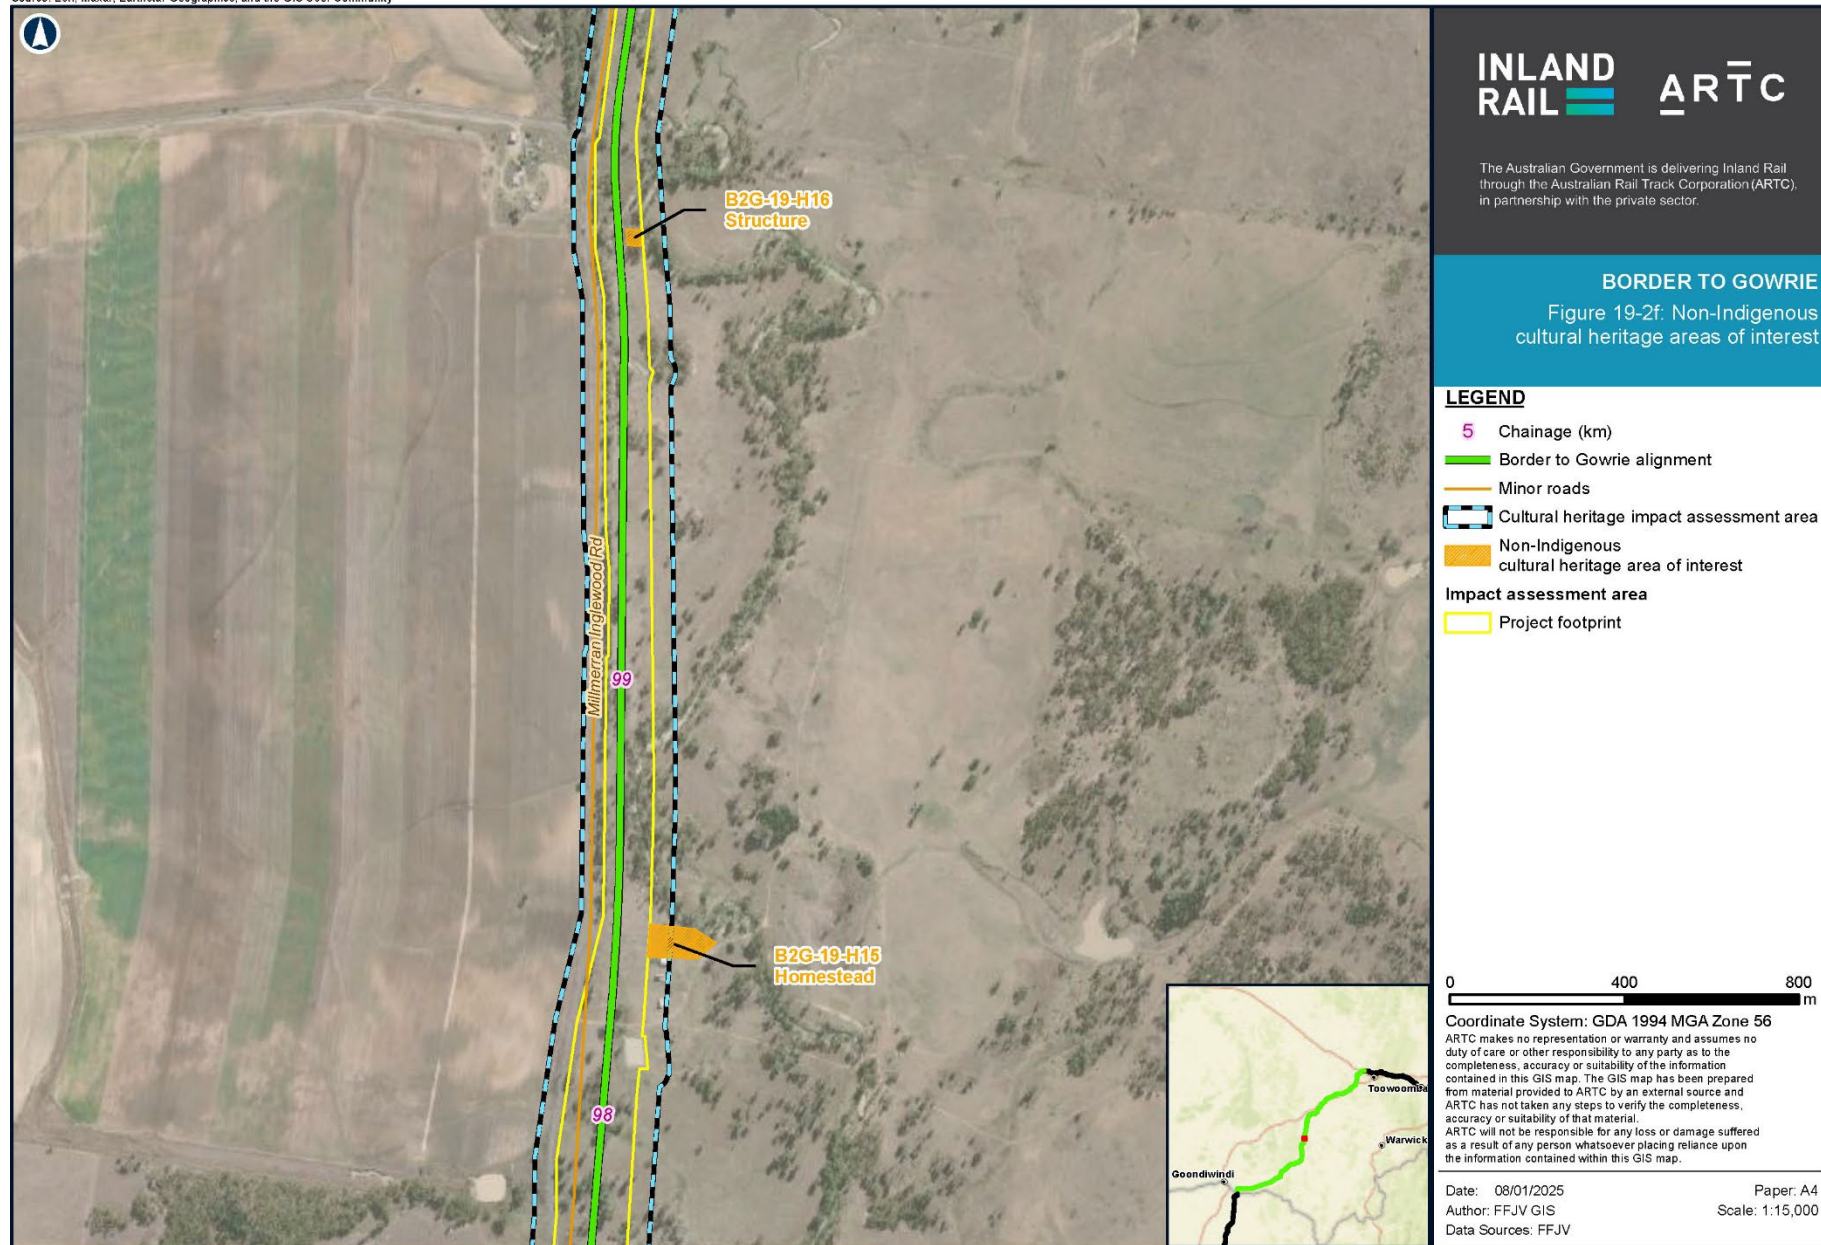 INLAND
RAIL
ARTC
The Australian Government is delivering Inland Rail
through the Australian Rail Track Corporation (ARTC),
in partnership with the private sector.
BORDER TO GOWRIE
Figure 19-2f: Non-Indigenous
cultural heritage areas of interest
LEGEND
5 Chainage (km)
Border to Gowrie alignment
Minor roads
Cultural heritage impact assessment area
Non-Indigenous
cultural heritage area of interest
Impact assessment area
Project footprint
B2G-19-H16
Structure
Millmerran Inglewood Rd
99
B2G-19-H15
Homestead
98
Toowoomba
Warwick
Goondiwindi
0 400 800
m
Coordinate System: GDA 1994 MGA Zone 56
ARTC makes no representation or warranty and assumes no
duty of care or other responsibility to any party as to the
completeness, accuracy or suitability of the information
contained in this GIS map. The GIS map has been prepared
from material provided to ARTC by an external source and
ARTC has not taken any steps to verify the completeness,
accuracy or suitability of that material.
ARTC will not be responsible for any loss or damage suffered
as a result of any person whatsoever placing reliance upon
the information contained within this GIS map.
Date: 08/01/2025 Paper: A4
Author: FFJV GIS Scale: 1:15,000
Data Sources: FFJV